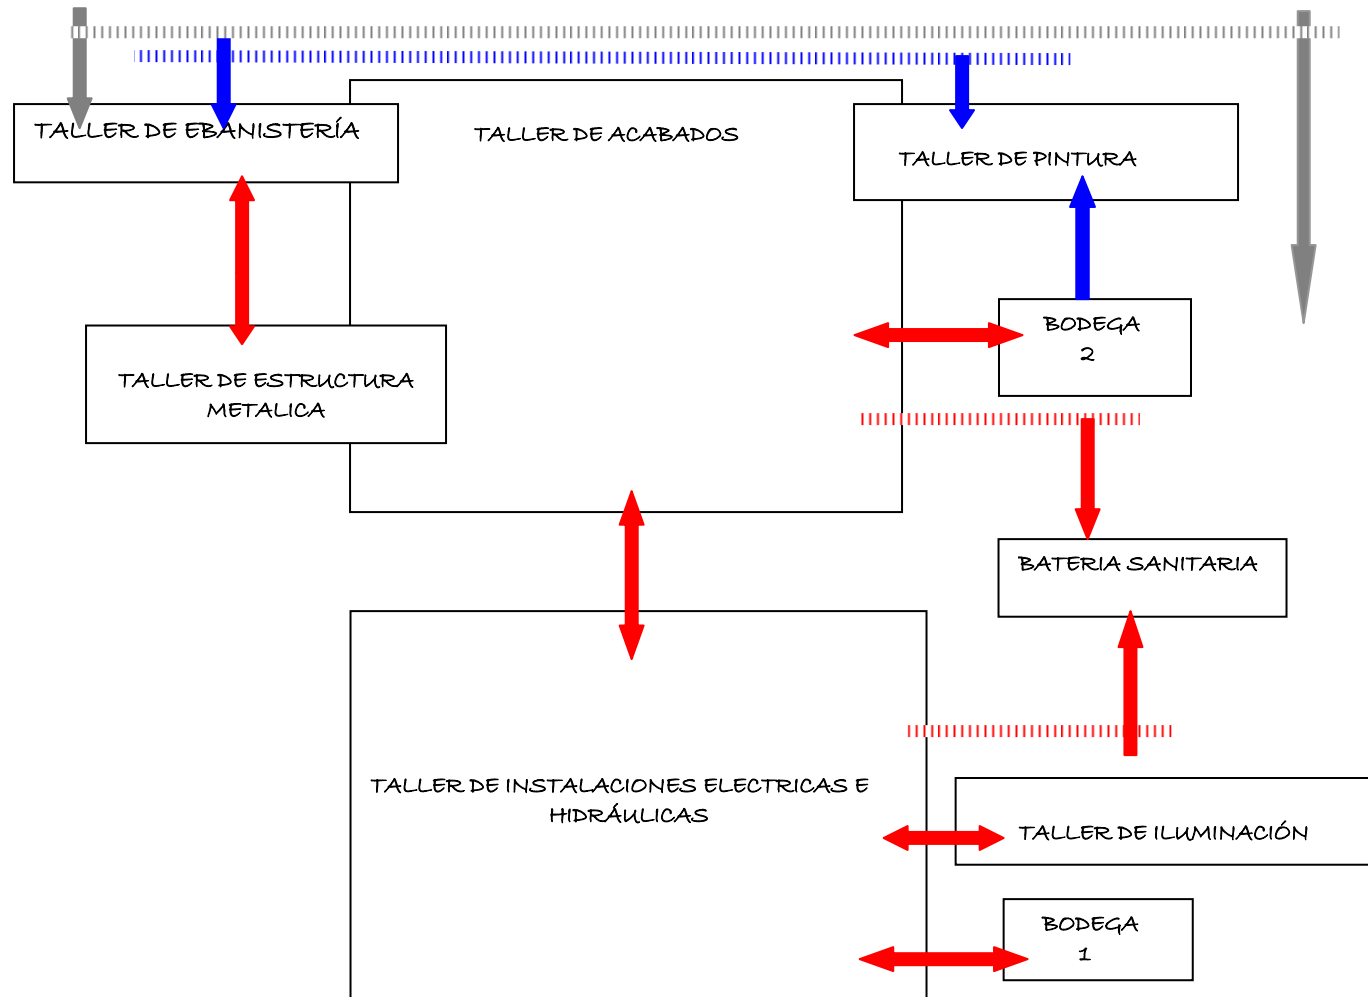 TALLER DE EBANISTERÍA
TALLER DE ACABADOS
TALLER DE PINTURA
BODEGA
2
TALLER DE ESTRUCTURA
METALICA
BATERIA SANITARIA
TALLER DE INSTALACIONES ELECTRICAS E
HIDRÁULICAS
TALLER DE ILUMINACIÓN
BODEGA
1